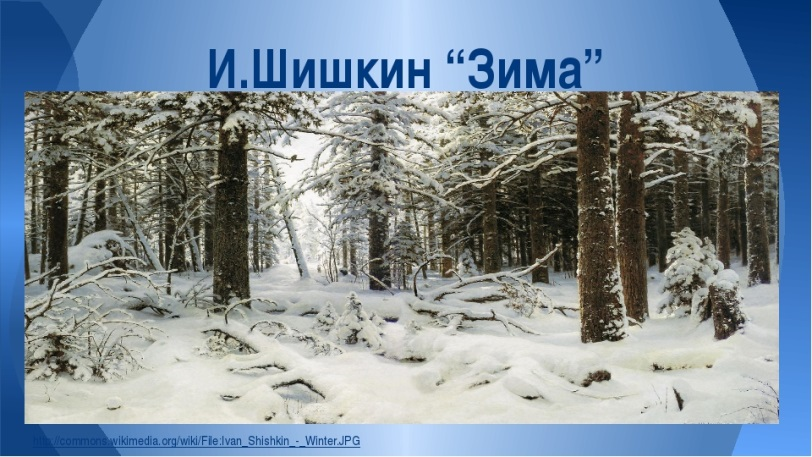 И.Шишкин “Зима”
http://commons.wikimedia.org/wiki/File:Ivan_Shishkin_-_Winter.JPG